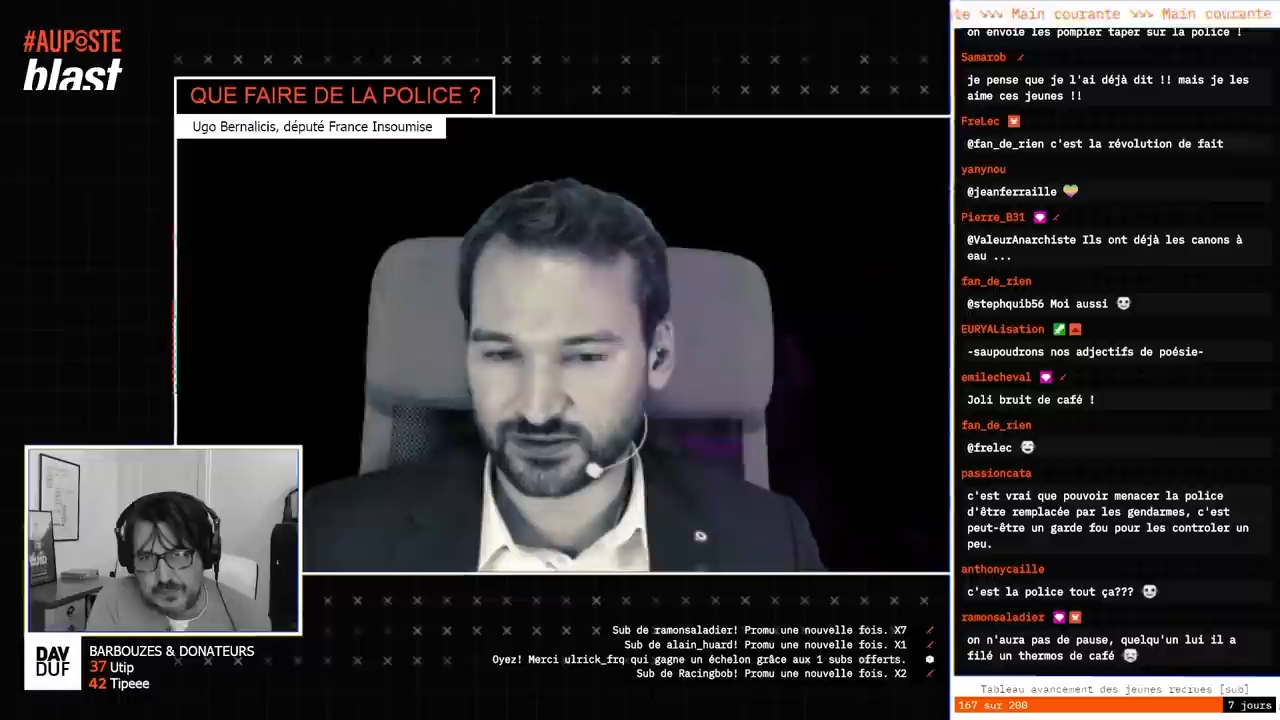 #AUPOSTE
blast
QUE FAIRE DE LA POLICE ?
Ugo Bernalicis, député France Insoumise
DAV
DUF
BARBOUZES & DONATEURS
37 Utip
42 Tipeee
Sub de ramonsaladier! Promu une nouvelle fois. X7
Sub de alain_huard! Promu une nouvelle fois. X1
Oyez! Merci ulrick_frq qui gagne un échelon grâce aux 1 subs offerts.
Sub de Racingbob! Promu une nouvelle fois. X2
te >>> Main courante >>> Main courante
on envoie les pompier taper sur la police !
Samarob
je pense que je l'ai déjà dit !! mais je les
aime ces jeunes !!
FreLec
@fan_de_rien c'est la révolution de fait
yanynou
@jeanferraille
Pierre_B31
@ValeurAnarchiste Ils ont déjà les canons à
eau ...
fan_de_rien
@stephquib56 Moi aussi
EURYALisation
-saupoudrons nos adjectifs de poésie-
emilecheval
Joli bruit de café !
fan_de_rien
@frelec
passioncata
c'est vrai que pouvoir menacer la police
d'être remplacée par les gendarmes, c'est
peut-être un garde fou pour les controler un
peu.
anthonycaille
c'est la police tout ça???
ramonsaladier
on n'aura pas de pause, quelqu'un lui il a
filé un thermos de café
Tableau avancement des jeunes recrues [sub]
167 sur 200
7 jours